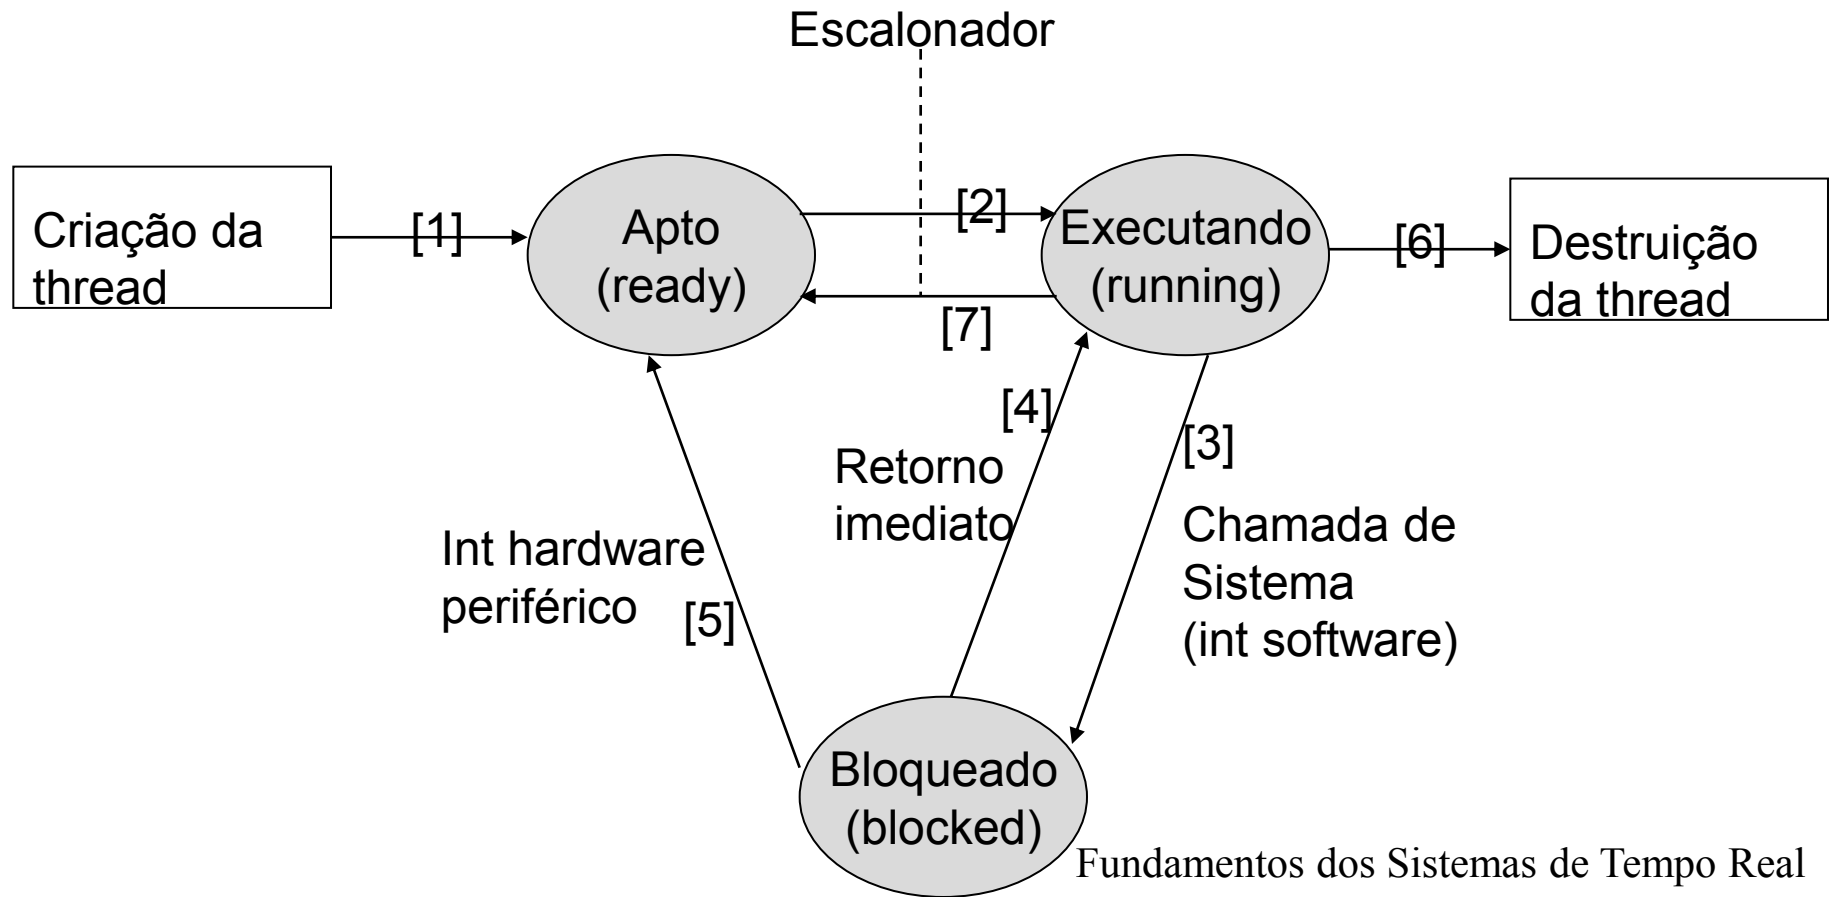 Escalonador
Criação da
thread
[1]
Apto
(ready)
[2]
[7]
Executando
(running)
[6]
Destruição
da thread
[4]
Retorno
imediato
[3]
Chamada de
Sistema
(int software)
Int hardware
periférico
[5]
Bloqueado
(blocked)
Fundamentos dos Sistemas de Tempo Real